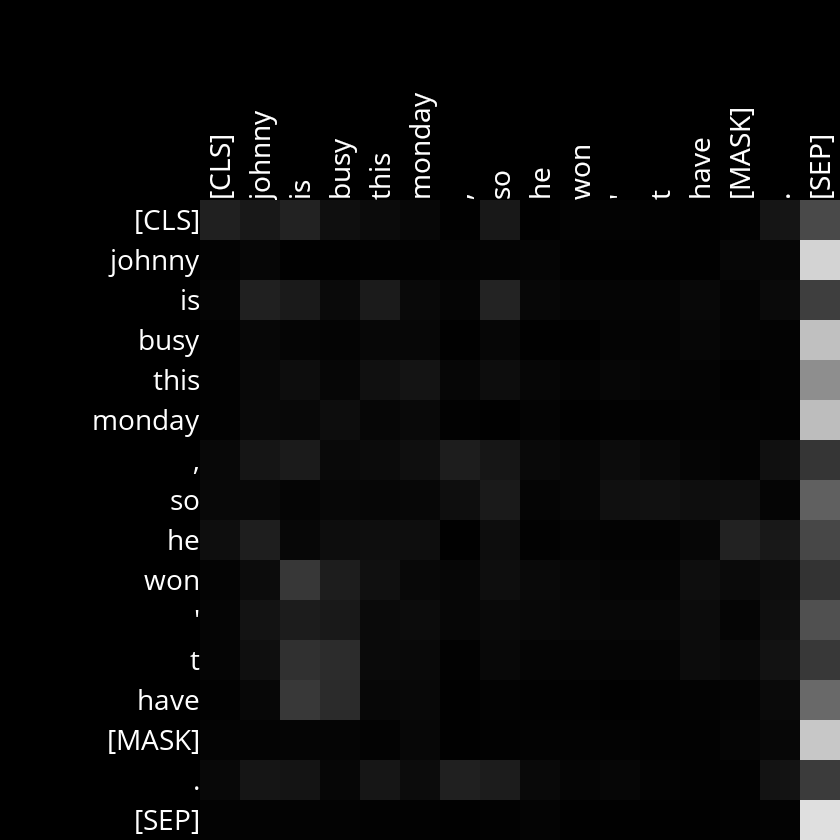 [CLS] johnny is busy this monday , so he won ' t have [MASK] . [SEP]
[CLS]
johnny
is
busy
this
monday
,
so
he
won
'
t
have
[MASK]
.
[SEP]